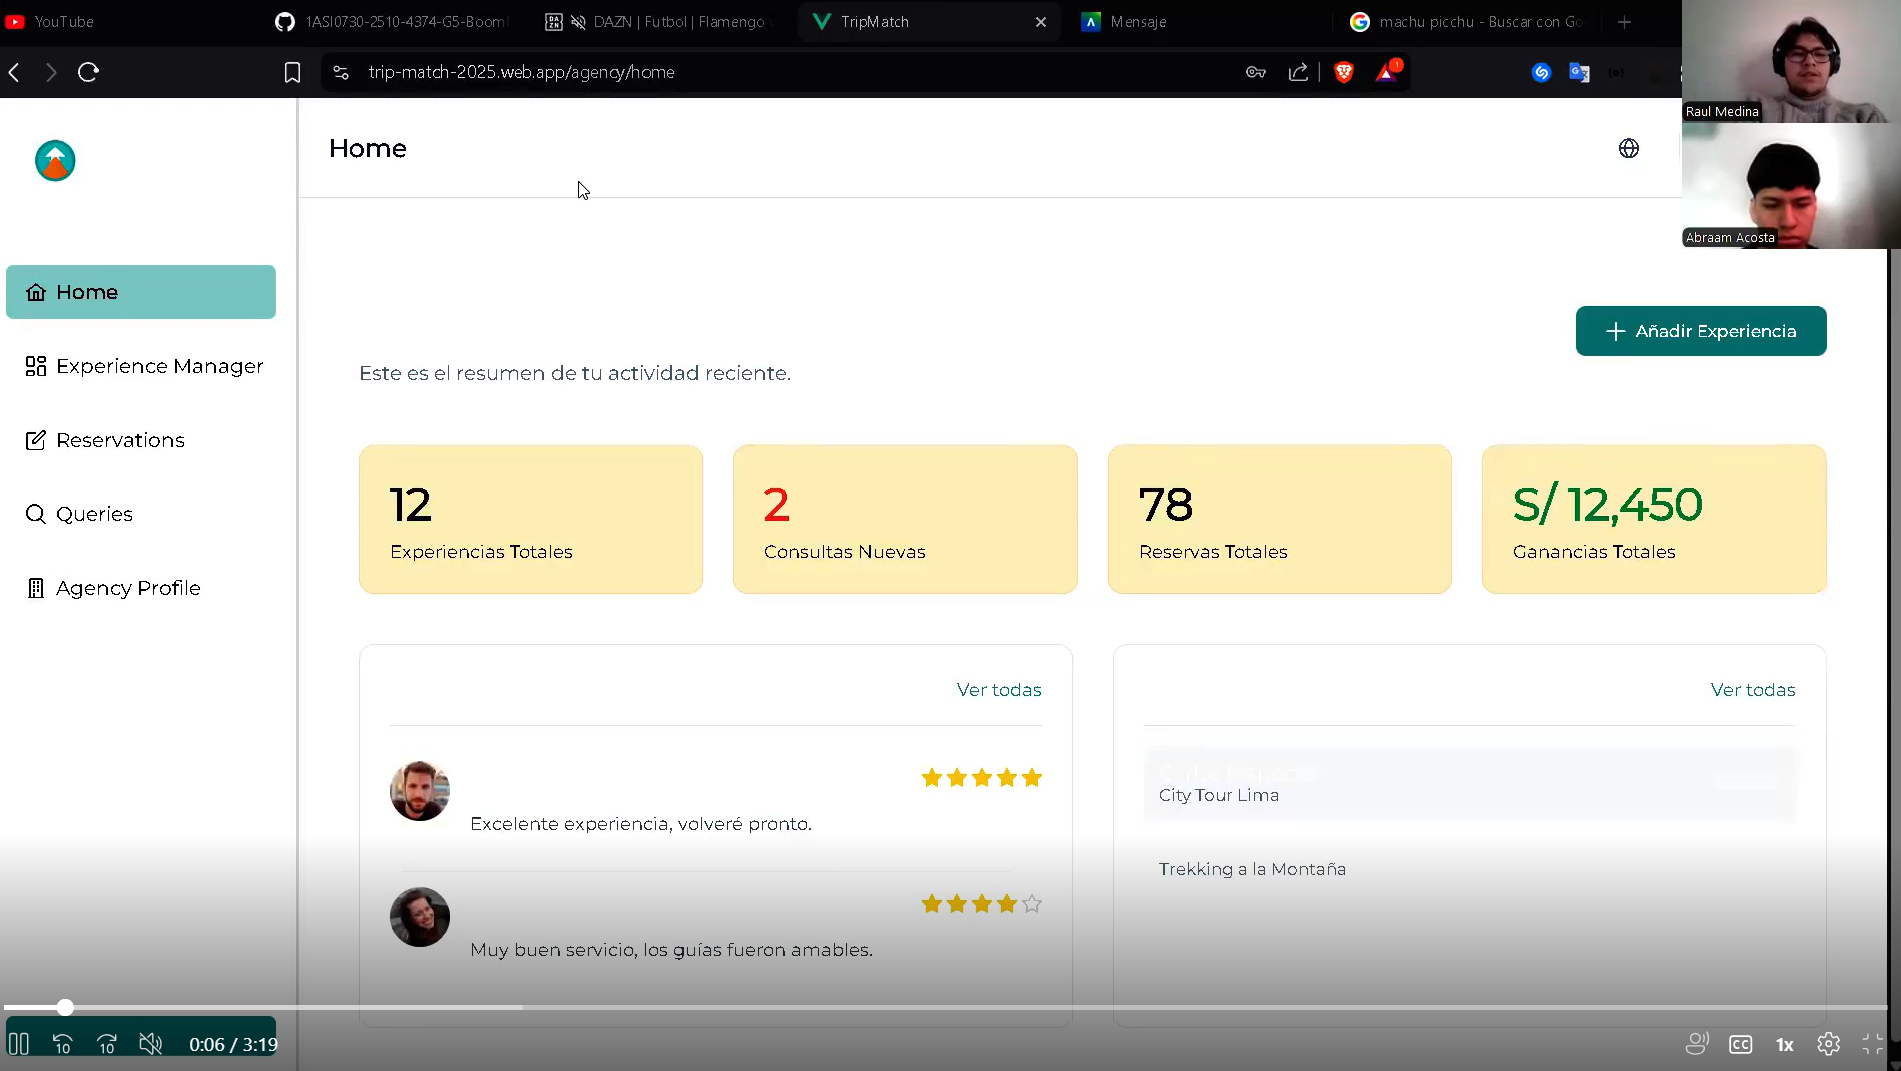 YouTube
1ASI0730-2510-4374-G5-Boom
DAZN | Futbol | Flamengo
TripMatch
Mensaje
machu picchu - Buscar con Go
trip-match-2025.web.app/agency/home
1
Raul Medina
Abraam Acosta
Home
Home
Experience Manager
Reservations
Queries
Agency Profile
Añadir Experiencia
Este es el resumen de tu actividad reciente.
12
Experiencias Totales
2
Consultas Nuevas
78
Reservas Totales
S/ 12,450
Ganancias Totales
Ver todas
Excelente experiencia, volveré pronto.
Muy buen servicio, los guías fueron amables.
Ver todas
City Tour Lima
Trekking a la Montaña
10
10
0:06 / 3:19
CC
1x